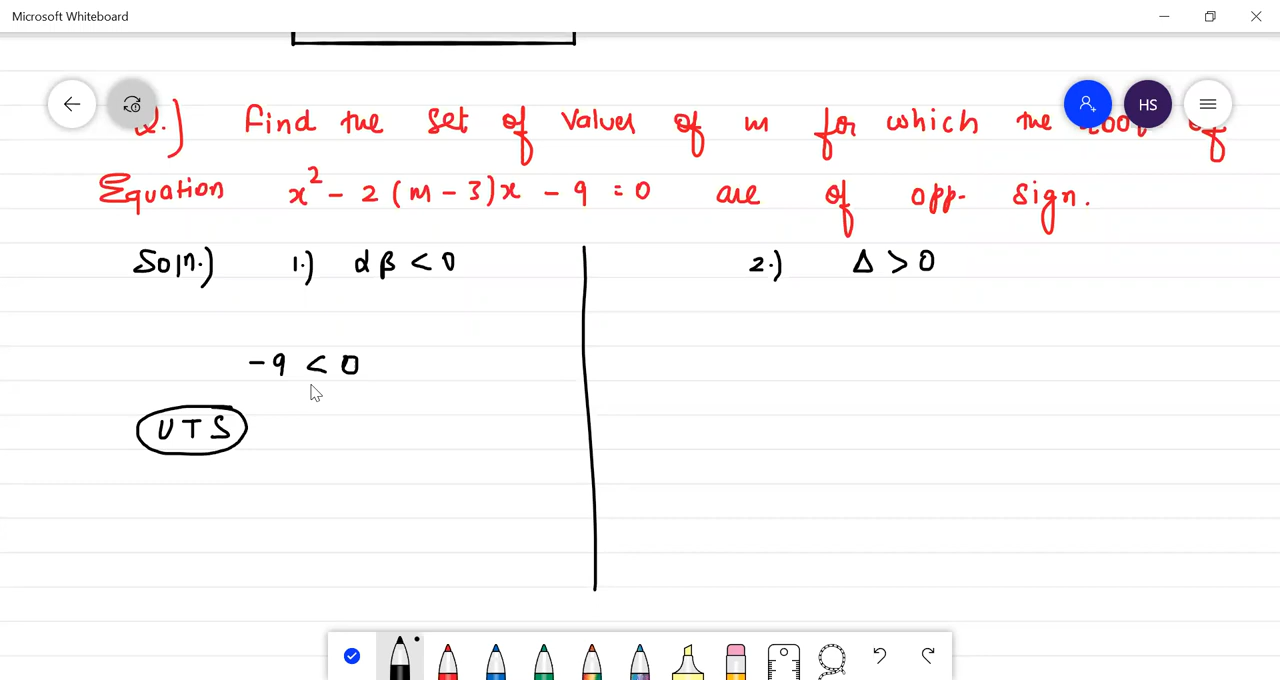 Microsoft Whiteboard
HS
Q.) Find the set of values of m for which the of
Equation x² - 2(m-3)x - 9 = 0 are of opp. sign.
Soln.) 1.) αβ < 0
2.) Δ > 0
-9 < 0
UTS